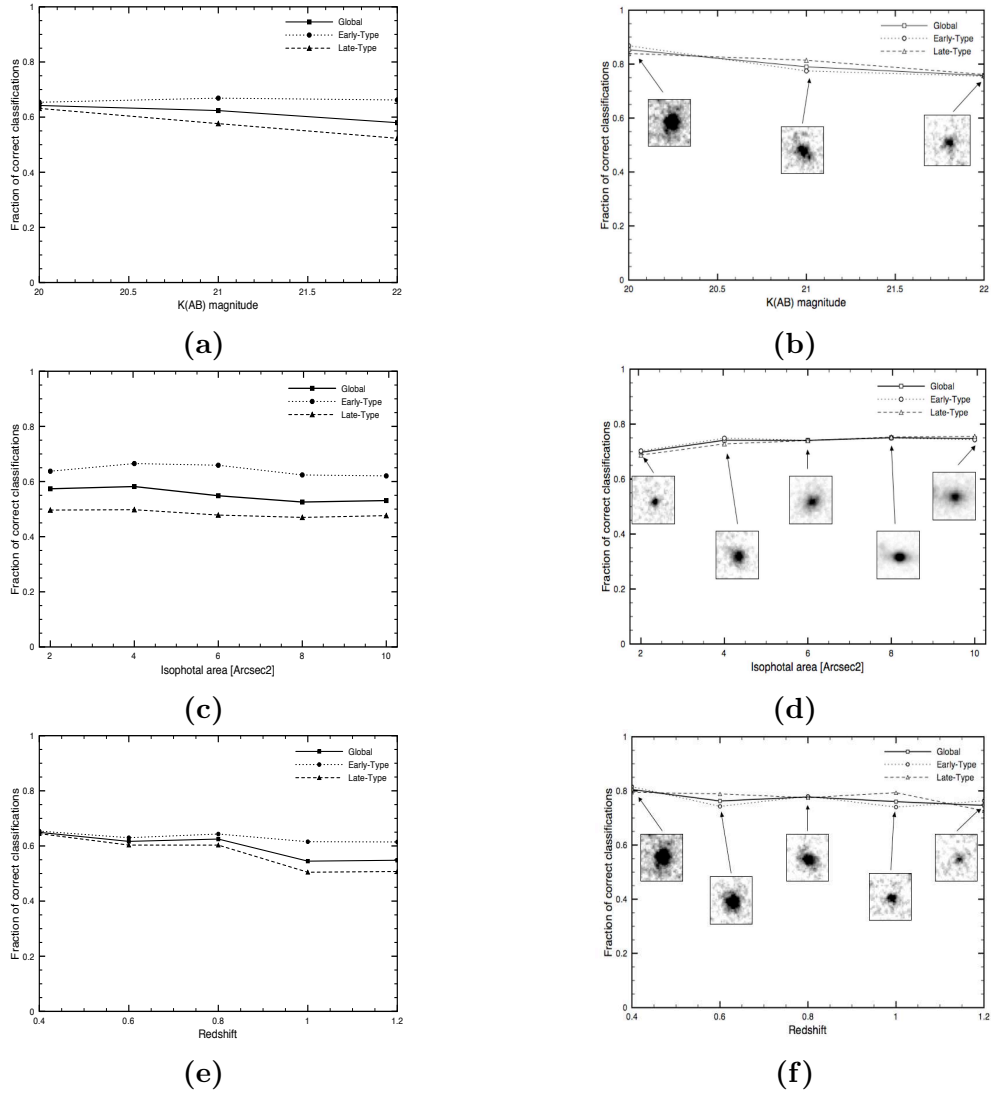 Global
Early-Type
Late-Type
Fraction of correct classifications
1
0.8
0.6
0.4
0.2
0
20 20.5 21 21.5 22
K(AB) magnitude
(a)
Global
Early-Type
Late-Type
Fraction of correct classifications
1
0.8
0.6
0.4
0.2
0
20 20.5 21 21.5 22
K(AB) magnitude
(b)
Global
Early-Type
Late-Type
Fraction of correct classifications
1
0.8
0.6
0.4
0.2
0
2 4 6 8 10
Isophotal area [Arcsec2]
(c)
Global
Early-Type
Late-Type
Fraction of correct classifications
1
0.8
0.6
0.4
0.2
0
2 4 6 8 10
Isophotal area [Arcsec2]
(d)
Global
Early-Type
Late-Type
Fraction of correct classifications
1
0.8
0.6
0.4
0.2
0
0.4 0.6 0.8 1 1.2
Redshift
(e)
Global
Early-Type
Late-Type
Fraction of correct classifications
1
0.8
0.6
0.4
0.2
0
0.4 0.6 0.8 1 1.2
Redshift
(f)